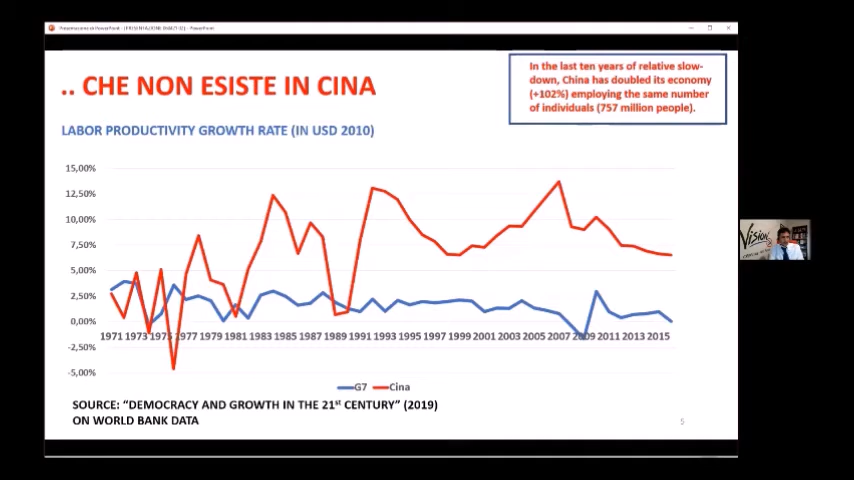 .. CHE NON ESISTE IN CINA
In the last ten years of relative slow-
down, China has doubled its economy
(+102%) employing the same number
of individuals (757 million people).
LABOR PRODUCTIVITY GROWTH RATE (IN USD 2010)
15,00%
12,50%
10,00%
7,50%
5,00%
2,50%
0,00%
1971 1973 1975 1977 1979 1981 1983 1985 1987 1989 1991 1993 1995 1997 1999 2001 2003 2005 2007 2009 2011 2013 2015
-2,50%
-5,00%
G7 Cina
SOURCE: "DEMOCRACY AND GROWTH IN THE 21st CENTURY" (2019)
ON WORLD BANK DATA
5
Vision